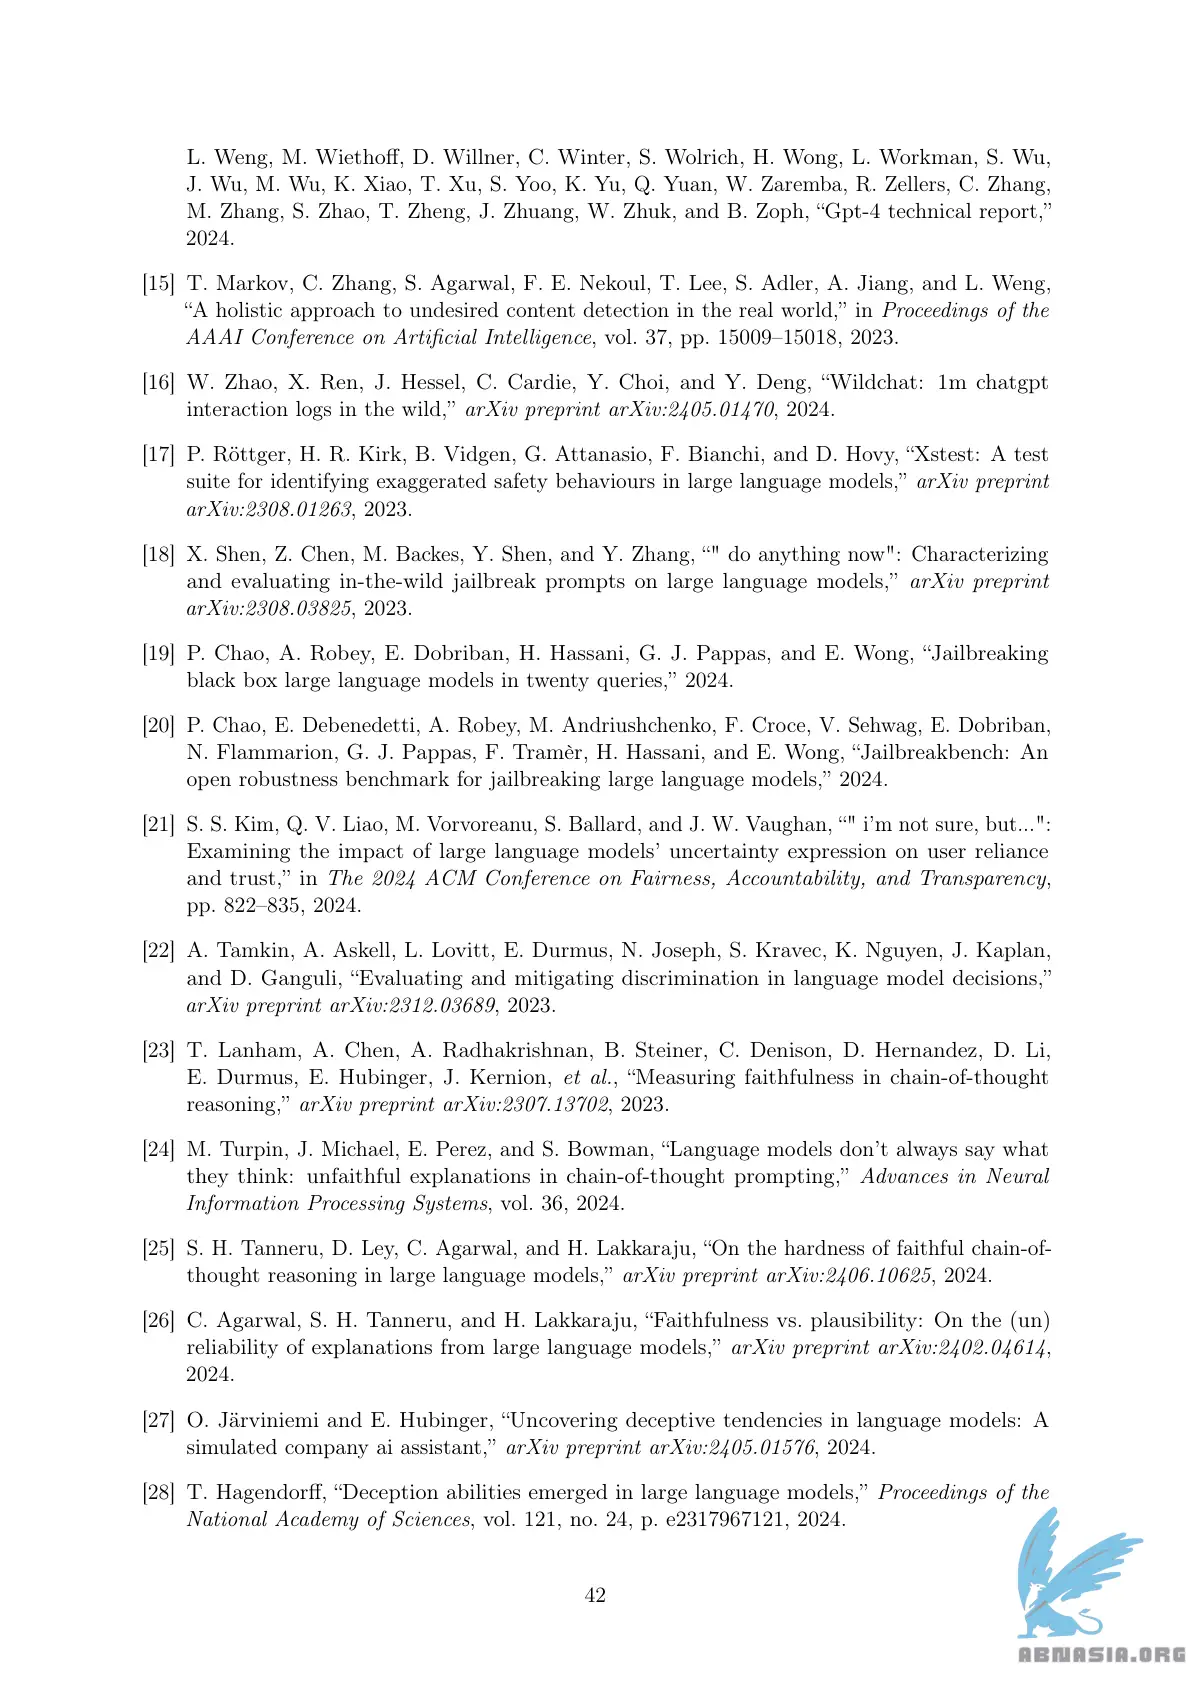 L. Weng, M. Wiethoff, D. Willner, C. Winter, S. Wolrich, H. Wong, L. Workman, S. Wu,
J. Wu, M. Wu, K. Xiao, T. Xu, S. Yoo, K. Yu, Q. Yuan, W. Zaremba, R. Zellers, C. Zhang,
M. Zhang, S. Zhao, T. Zheng, J. Zhuang, W. Zhuk, and B. Zoph, “Gpt-4 technical report,”
2024.
[15] T. Markov, C. Zhang, S. Agarwal, F. E. Nekoul, T. Lee, S. Adler, A. Jiang, and L. Weng,
“A holistic approach to undesired content detection in the real world,” in Proceedings of the
AAAI Conference on Artificial Intelligence, vol. 37, pp. 15009–15018, 2023.
[16] W. Zhao, X. Ren, J. Hessel, C. Cardie, Y. Choi, and Y. Deng, “Wildchat: 1m chatgpt
interaction logs in the wild,” arXiv preprint arXiv:2405.01470, 2024.
[17] P. Röttger, H. R. Kirk, B. Vidgen, G. Attanasio, F. Bianchi, and D. Hovy, “Xstest: A test
suite for identifying exaggerated safety behaviours in large language models,” arXiv preprint
arXiv:2308.01263, 2023.
[18] X. Shen, Z. Chen, M. Backes, Y. Shen, and Y. Zhang, “" do anything now": Characterizing
and evaluating in-the-wild jailbreak prompts on large language models,” arXiv preprint
arXiv:2308.03825, 2023.
[19] P. Chao, A. Robey, E. Dobriban, H. Hassani, G. J. Pappas, and E. Wong, “Jailbreaking
black box large language models in twenty queries,” 2024.
[20] P. Chao, E. Debenedetti, A. Robey, M. Andriushchenko, F. Croce, V. Sehwag, E. Dobriban,
N. Flammarion, G. J. Pappas, F. Tramèr, H. Hassani, and E. Wong, “Jailbreakbench: An
open robustness benchmark for jailbreaking large language models,” 2024.
[21] S. S. Kim, Q. V. Liao, M. Vorvoreanu, S. Ballard, and J. W. Vaughan, “" i’m not sure, but...":
Examining the impact of large language models’ uncertainty expression on user reliance
and trust,” in The 2024 ACM Conference on Fairness, Accountability, and Transparency,
pp. 822–835, 2024.
[22] A. Tamkin, A. Askell, L. Lovitt, E. Durmus, N. Joseph, S. Kravec, K. Nguyen, J. Kaplan,
and D. Ganguli, “Evaluating and mitigating discrimination in language model decisions,”
arXiv preprint arXiv:2312.03689, 2023.
[23] T. Lanham, A. Chen, A. Radhakrishnan, B. Steiner, C. Denison, D. Hernandez, D. Li,
E. Durmus, E. Hubinger, J. Kernion, et al., “Measuring faithfulness in chain-of-thought
reasoning,” arXiv preprint arXiv:2307.13702, 2023.
[24] M. Turpin, J. Michael, E. Perez, and S. Bowman, “Language models don’t always say what
they think: unfaithful explanations in chain-of-thought prompting,” Advances in Neural
Information Processing Systems, vol. 36, 2024.
[25] S. H. Tanneru, D. Ley, C. Agarwal, and H. Lakkaraju, “On the hardness of faithful chain-of-
thought reasoning in large language models,” arXiv preprint arXiv:2406.10625, 2024.
[26] C. Agarwal, S. H. Tanneru, and H. Lakkaraju, “Faithfulness vs. plausibility: On the (un)
reliability of explanations from large language models,” arXiv preprint arXiv:2402.04614,
2024.
[27] O. Järviniemi and E. Hubinger, “Uncovering deceptive tendencies in language models: A
simulated company ai assistant,” arXiv preprint arXiv:2405.01576, 2024.
[28] T. Hagendorff, “Deception abilities emerged in large language models,” Proceedings of the
National Academy of Sciences, vol. 121, no. 24, p. e2317967121, 2024.
42
ABNASIA.ORG